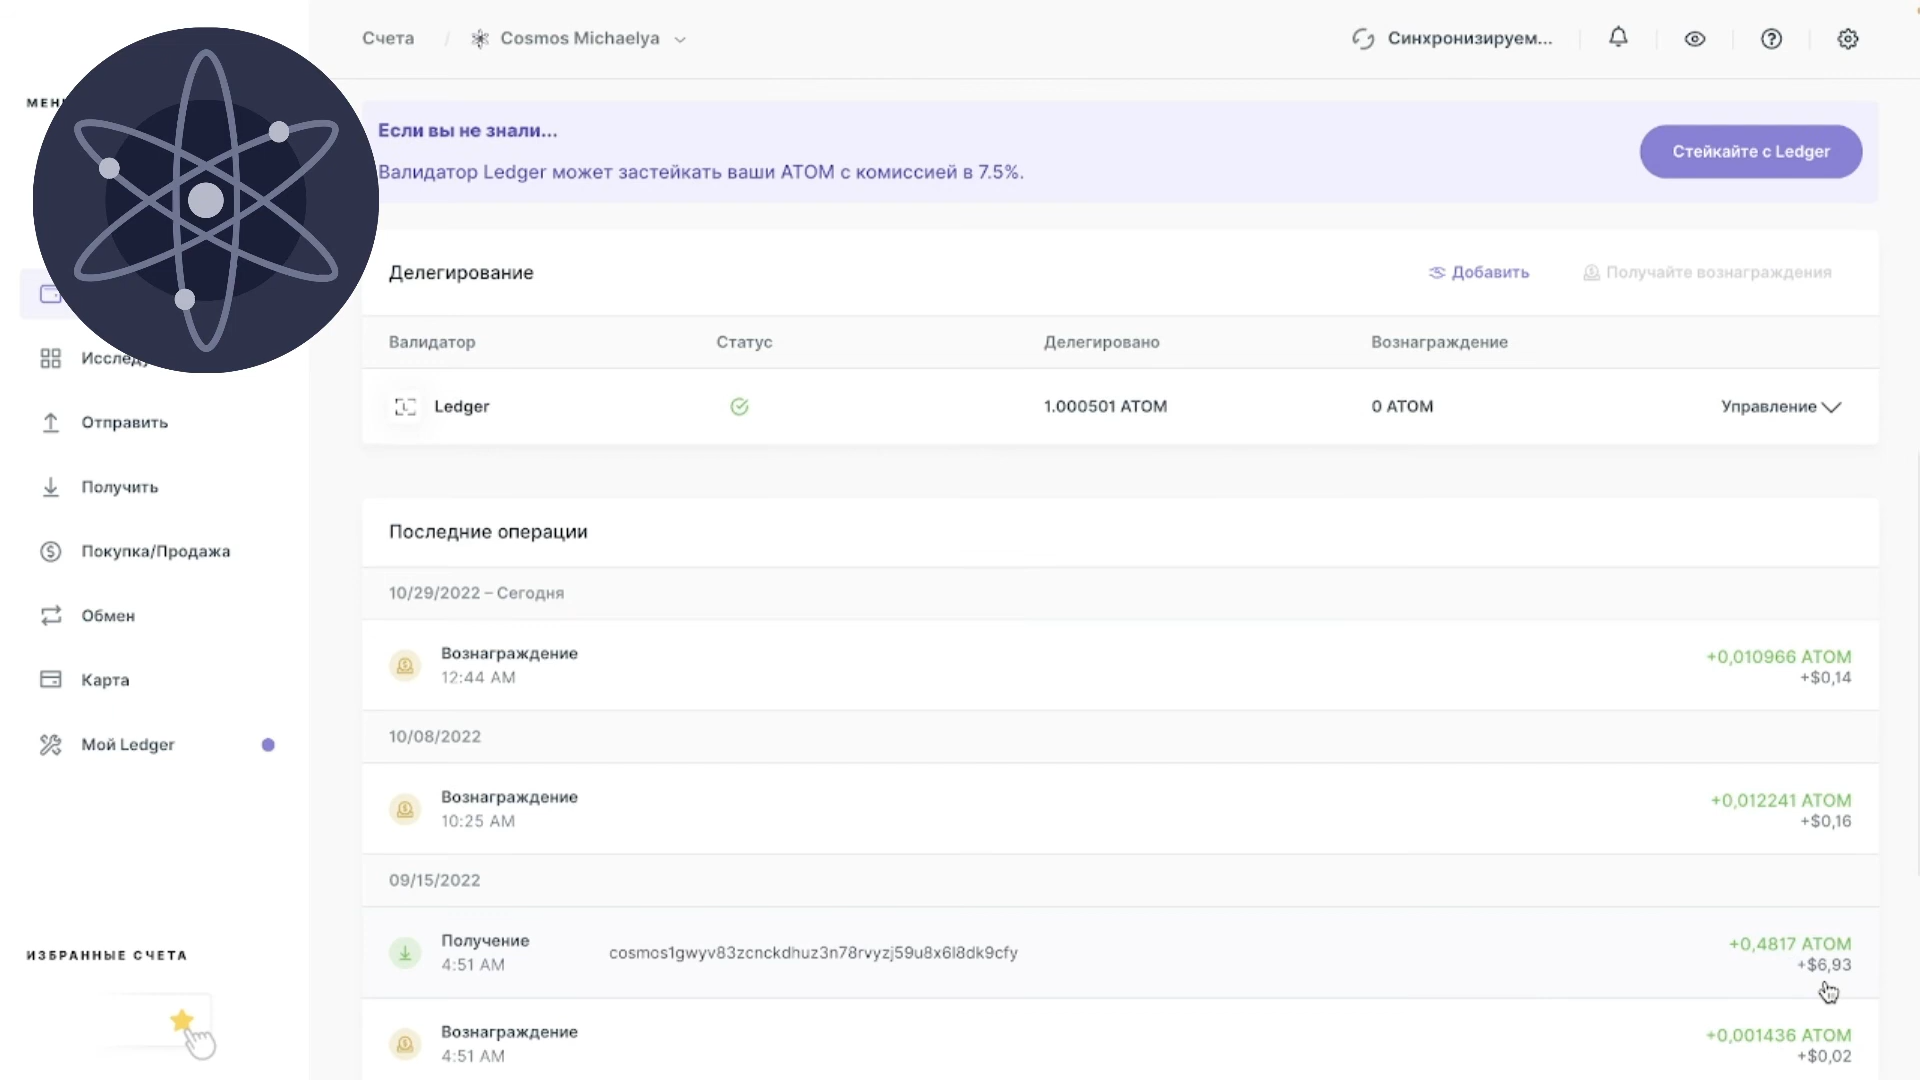 Счета / Cosmos Michaelya
Синхронизируем...
Если вы не знали...
Валидатор Ledger может застейкать ваши ATOM с комиссией в 7.5%.
Стейкайте с Ledger
Отправить
Получить
Покупка/Продажа
Обмен
Карта
Мой Ledger
ИЗБРАННЫЕ СЧЕТА
Делегирование
Добавить
Получайте вознаграждения
Валидатор Статус Делегировано Вознаграждение
Ledger 1.000501 ATOM 0 ATOM Управление
Последние операции
10/29/2022 – Сегодня
Вознаграждение +0,010966 ATOM
12:44 AM +$0,14
10/08/2022
Вознаграждение +0,012241 ATOM
10:25 AM +$0,16
09/15/2022
Получение cosmos1gwyv83zcnckdhuz3n78rvyzj59u8x6l8dk9cfy +0,4817 ATOM
4:51 AM +$6,93
Вознаграждение +0,001436 ATOM
4:51 AM +$0,02